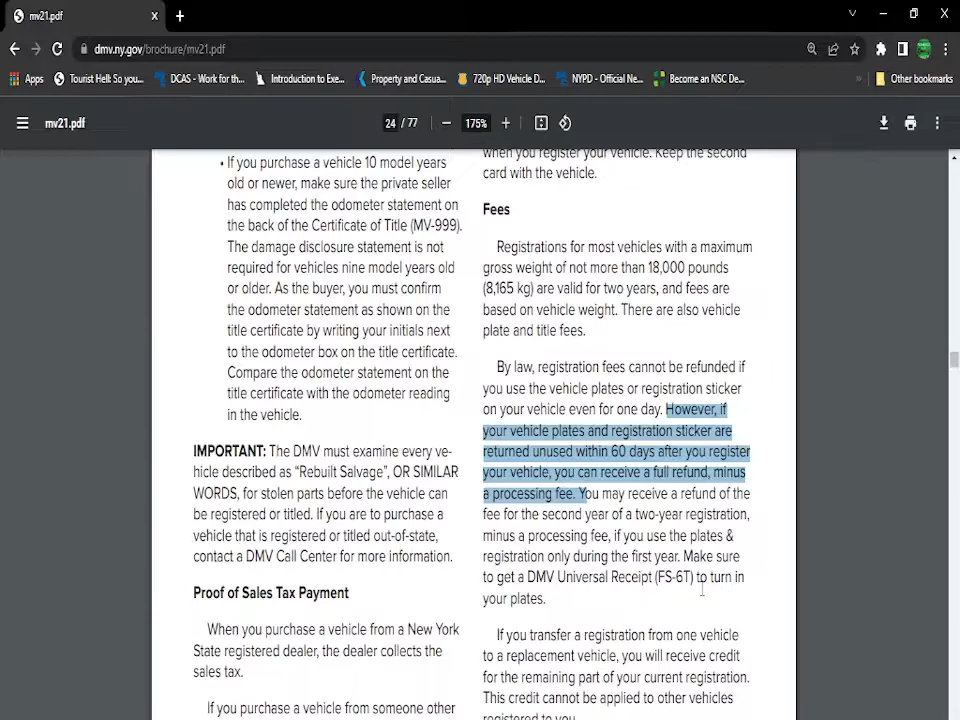 mv21.pdf
dmv.ny.gov/brochure/mv21.pdf
Apps
Tourist Help: So you...
DCAS - Work for th...
Introduction to Exe...
Property and Casua...
720p HD Vehicle D...
NYPD - Official Ne...
Become an NSC De...
»
Other bookmarks
mv21.pdf
24 / 77
175%
• If you purchase a vehicle 10 model years
old or newer, make sure the private seller
has completed the odometer statement on
the back of the Certificate of Title (MV-999).
The damage disclosure statement is not
required for vehicles nine model years old
or older. As the buyer, you must confirm
the odometer statement as shown on the
title certificate by writing your initials next
to the odometer box on the title certificate.
Compare the odometer statement on the
title certificate with the odometer reading
in the vehicle.
IMPORTANT: The DMV must examine every ve-
hicle described as “Rebuilt Salvage”, OR SIMILAR
WORDS, for stolen parts before the vehicle can
be registered or titled. If you are to purchase a
vehicle that is registered or titled out-of-state,
contact a DMV Call Center for more information.
Proof of Sales Tax Payment
When you purchase a vehicle from a New York
State registered dealer, the dealer collects the
sales tax.
If you purchase a vehicle from someone other
when you register your vehicle. Keep the second
card with the vehicle.
Fees
Registrations for most vehicles with a maximum
gross weight of not more than 18,000 pounds
(8,165 kg) are valid for two years, and fees are
based on vehicle weight. There are also vehicle
plate and title fees.
By law, registration fees cannot be refunded if
you use the vehicle plates or registration sticker
on your vehicle even for one day. However, if
your vehicle plates and registration sticker are
returned unused within 60 days after you register
your vehicle, you can receive a full refund, minus
a processing fee. You may receive a refund of the
fee for the second year of a two-year registration,
minus a processing fee, if you use the plates &
registration only during the first year. Make sure
to get a DMV Universal Receipt (FS-6T) to turn in
your plates.
If you transfer a registration from one vehicle
to a replacement vehicle, you will receive credit
for the remaining part of your current registration.
This credit cannot be applied to other vehicles
registered to you.